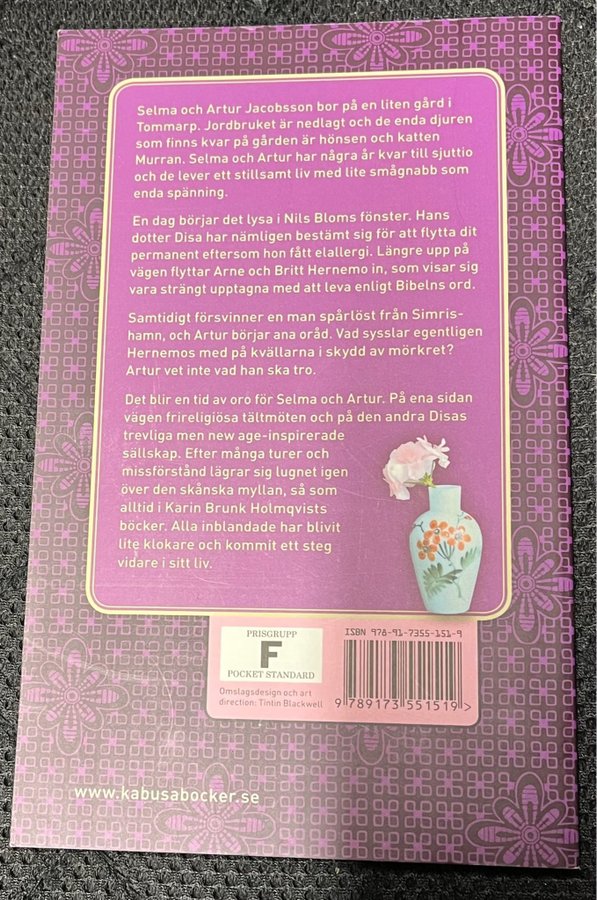 Selma och Artur Jacobsson bor på en liten gård i
Tommarp. Jordbruket är nedlagt och de enda djuren
som finns kvar på gården är hönsen och katten
Murran. Selma och Artur har några år kvar till sjuttio
och de lever ett stillsamt liv med lite smågnabb som
enda spänning.
En dag börjar det lysa i Nils Bloms fönster. Hans
dotter Disa har nämligen bestämt sig för att flytta dit
permanent eftersom hon fått elallergi. Längre upp på
vägen flyttar Arne och Britt Hernemo in, som visar sig
vara strängt upptagna med att leva enligt Bibelns ord.
Samtidigt försvinner en man spårlöst från Simris-
hamn, och Artur börjar ana oråd. Vad sysslar egentligen
Hernemos med på kvällarna i skydd av mörkret?
Artur vet inte vad han ska tro.
Det blir en tid av oro för Selma och Artur. På ena sidan
vägen frireligiösa tältmöten och på den andra Disas
trevliga men new age-inspirerade
sällskap. Efter många turer och
missförstånd lägrar sig lugnet igen
över den skånska myllan, så som
alltid i Karin Brunk Holmqvists
böcker. Alla inblandade har blivit
lite klokare och kommit ett steg
vidare i sitt liv.
PRISGRUPP
F
POCKET STANDARD
Omslagsdesign och art
direction: Tintin Blackwell
ISBN 978-91-7355-151-9
9 789173 551519 >
www.kabusabocker.se